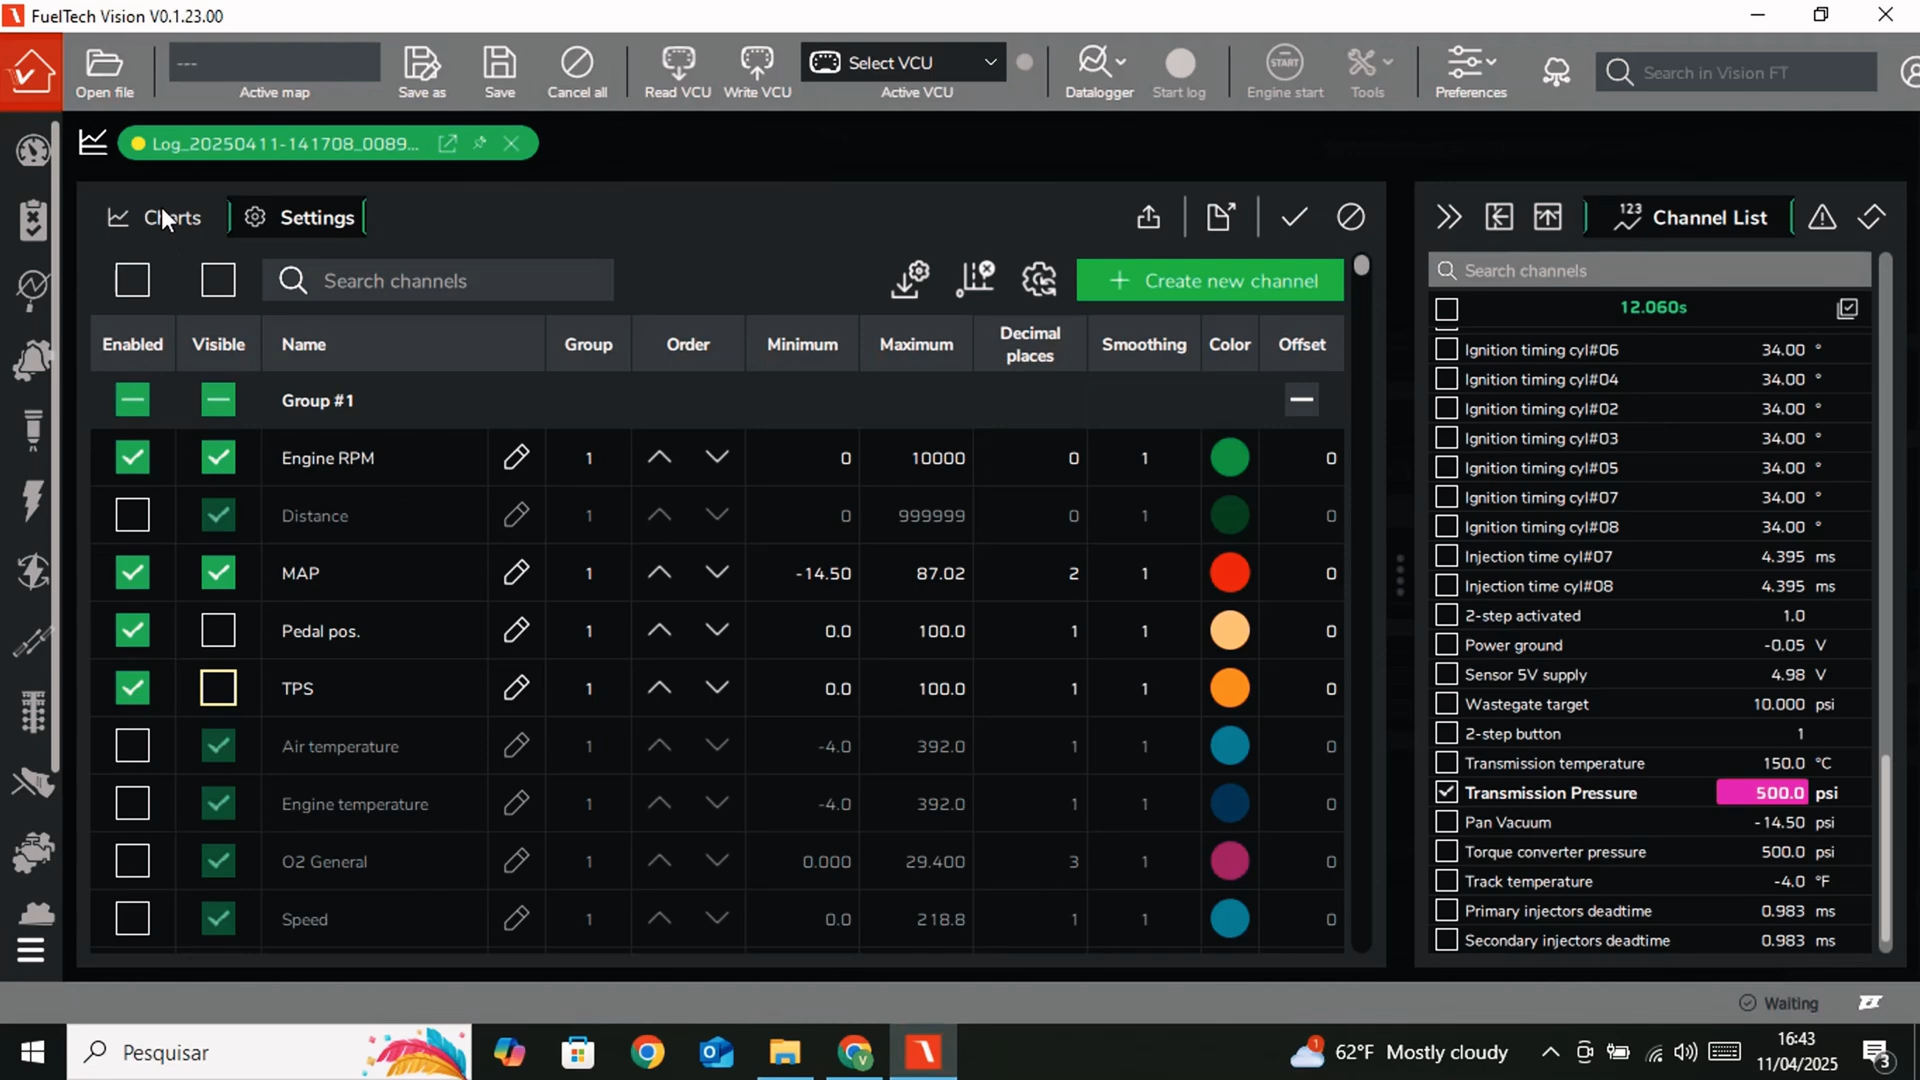 FuelTech Vision V0.1.23.00
Open file
---
Active map
Save as
Save
Cancel all
Read VCU
Write VCU
Select VCU
Active VCU
Datalogger
Start log
START
Engine start
Tools
Preferences
Search in Vision FT
Log_20250411-141708_0089...
Charts
Settings
123
Channel List
Search channels
Create new channel
Search channels
12.060s
Enabled Visible Name Group Order Minimum Maximum Decimal places Smoothing Color Offset
Group #1
Engine RPM 1 0 10000 0 1 0
Distance 1 0 999999 0 1 0
MAP 1 -14.50 87.02 2 1 0
Pedal pos. 1 0.0 100.0 1 1 0
TPS 1 0.0 100.0 1 1 0
Air temperature 1 -4.0 392.0 1 1 0
Engine temperature 1 -4.0 392.0 1 1 0
O2 General 1 0.000 29.400 3 1 0
Speed 1 0.0 218.8 1 1 0
Ignition timing cyl#06 34.00 °
Ignition timing cyl#04 34.00 °
Ignition timing cyl#02 34.00 °
Ignition timing cyl#03 34.00 °
Ignition timing cyl#05 34.00 °
Ignition timing cyl#07 34.00 °
Ignition timing cyl#08 34.00 °
Injection time cyl#07 4.395 ms
Injection time cyl#08 4.395 ms
2-step activated 1.0
Power ground -0.05 V
Sensor 5V supply 4.98 V
Wastegate target 10.000 psi
2-step button 1
Transmission temperature 150.0 °C
Transmission Pressure 500.0 psi
Pan Vacuum -14.50 psi
Torque converter pressure 500.0 psi
Track temperature -4.0 °F
Primary injectors deadtime 0.983 ms
Secondary injectors deadtime 0.983 ms
Waiting
Pesquisar
1
62°F Mostly cloudy
16:43
11/04/2025
3